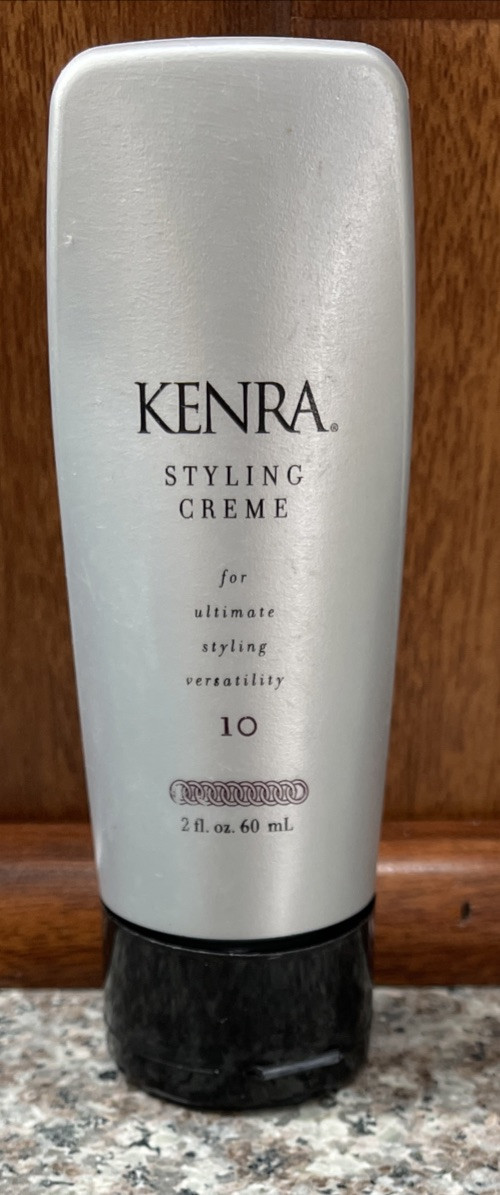 KENRA®
STYLING
CREME
for
ultimate
styling
versatility
10
2 fl. oz. 60 mL